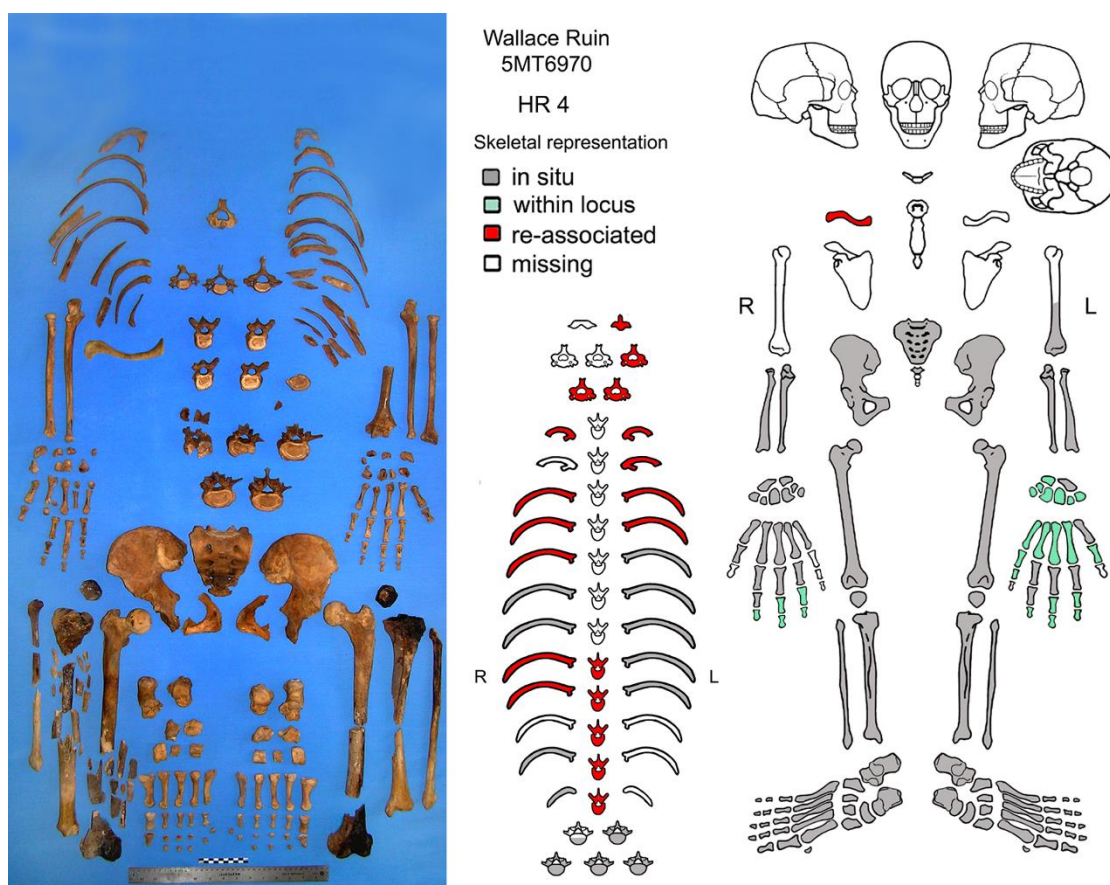 Wallace Ruin
5MT6970
HR 4
Skeletal representation
in situ
within locus
re-associated
missing
R
L
R
L